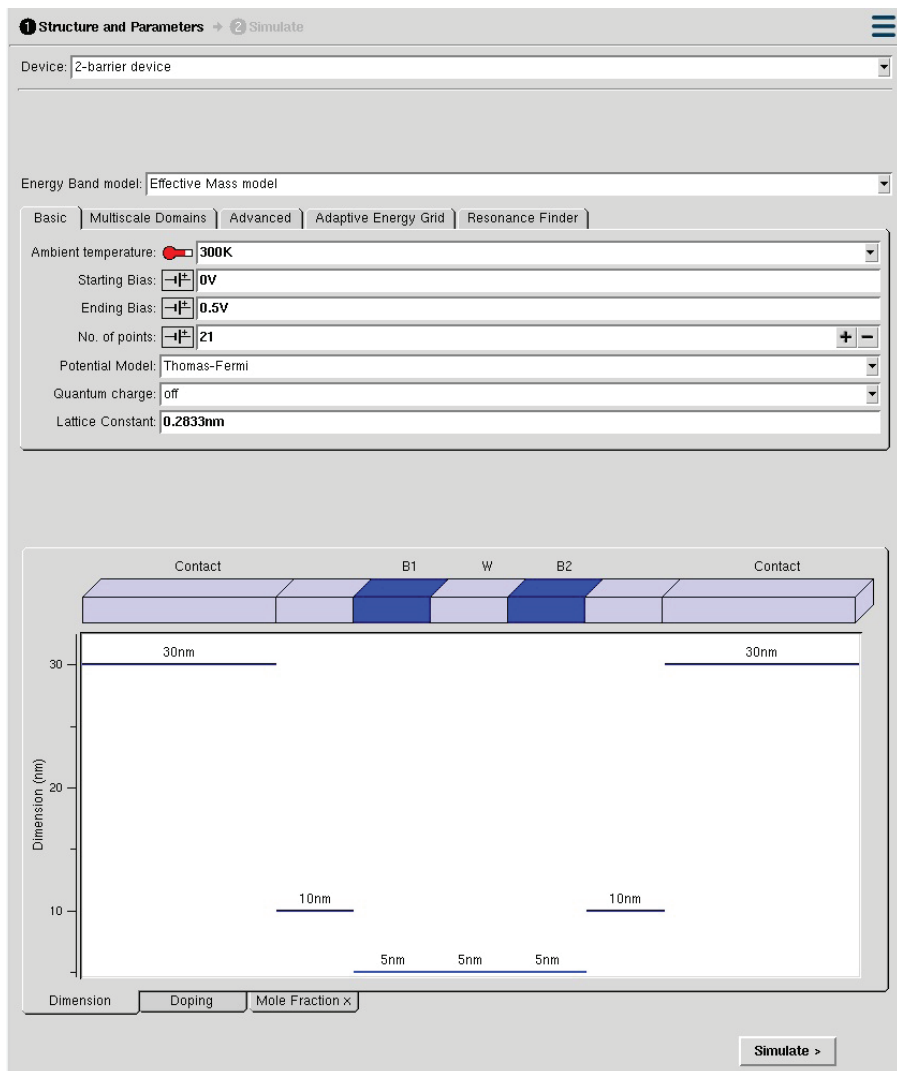 1 Structure and Parameters → 2 Simulate
Device: 2-barrier device
Energy Band model: Effective Mass model
Basic Multiscale Domains Advanced Adaptive Energy Grid Resonance Finder
Ambient temperature: 300K
Starting Bias: 0V
Ending Bias: 0.5V
No. of points: 21 + −
Potential Model: Thomas-Fermi
Quantum charge: off
Lattice Constant: 0.2833nm
Contact B1 W B2 Contact
30nm 30nm
30
20
10
Dimension (nm)
10nm 10nm
5nm 5nm 5nm
Dimension Doping Mole Fraction ×
Simulate >